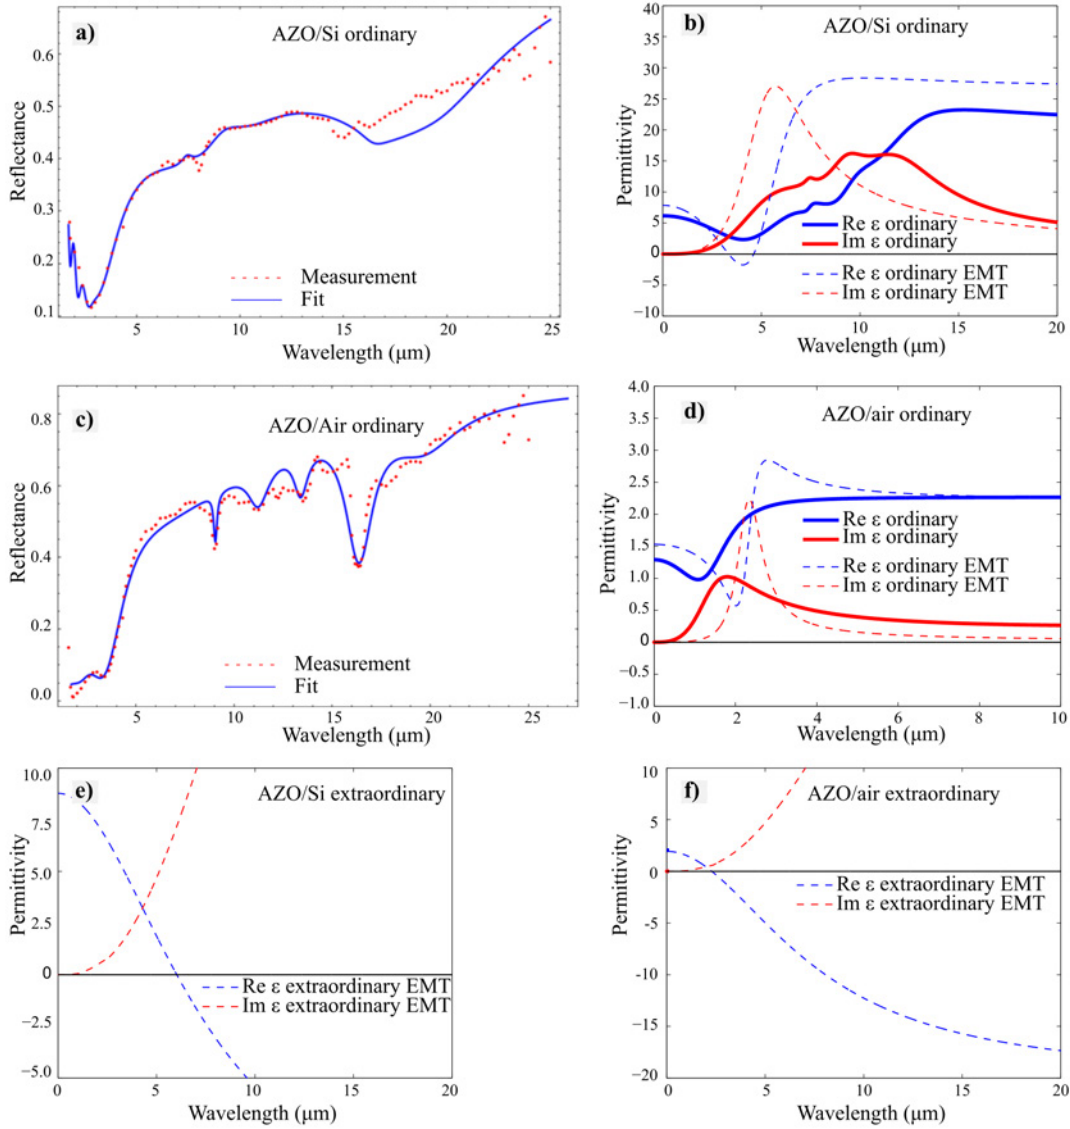 a)
AZO/Si ordinary
0.6
0.5
0.4
0.3
0.2
0.1
Reflectance
Measurement
Fit
5
10
15
20
25
Wavelength (μm)
b)
AZO/Si ordinary
40
35
30
25
20
15
10
5
0
−5
−10
Permittivity
Re ε ordinary
Im ε ordinary
Re ε ordinary EMT
Im ε ordinary EMT
0
5
10
15
20
Wavelength (μm)
c)
AZO/Air ordinary
0.8
0.6
0.4
0.2
0.0
Reflectance
Measurement
Fit
5
10
15
20
25
Wavelength (μm)
d)
AZO/air ordinary
4.0
3.0
2.0
1.0
0.5
0
−0.5
−1.0
Permittivity
Re ε ordinary
Im ε ordinary
Re ε ordinary EMT
Im ε ordinary EMT
0
2
4
6
8
10
Wavelength (μm)
e)
AZO/Si extraordinary
10.0
7.5
5.0
2.5
0
−2.5
−5.0
Permittivity
Re ε extraordinary EMT
Im ε extraordinary EMT
0
5
10
15
20
Wavelength (μm)
f)
AZO/air extraordinary
10
5
0
-5
-10
-15
−20
Permittivity
Re ε extraordinary EMT
Im ε extraordinary EMT
0
5
10
15
20
Wavelength (μm)